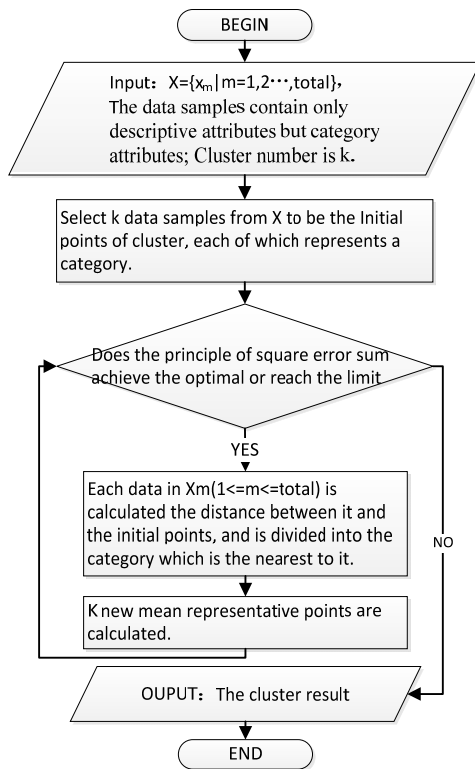 BEGIN
Input: X={xm|m=1,2⋯,total},
The data samples contain only
descriptive attributes but category
attributes; Cluster number is k.
Select k data samples from X to be the Initial
points of cluster, each of which represents a
category.
Does the principle of square error sum
achieve the optimal or reach the limit
YES
Each data in Xm(1<=m<=total) is
calculated the distance between it and
the initial points, and is divided into the
category which is the nearest to it.
NO
K new mean representative points are
calculated.
OUPUT: The cluster result
END